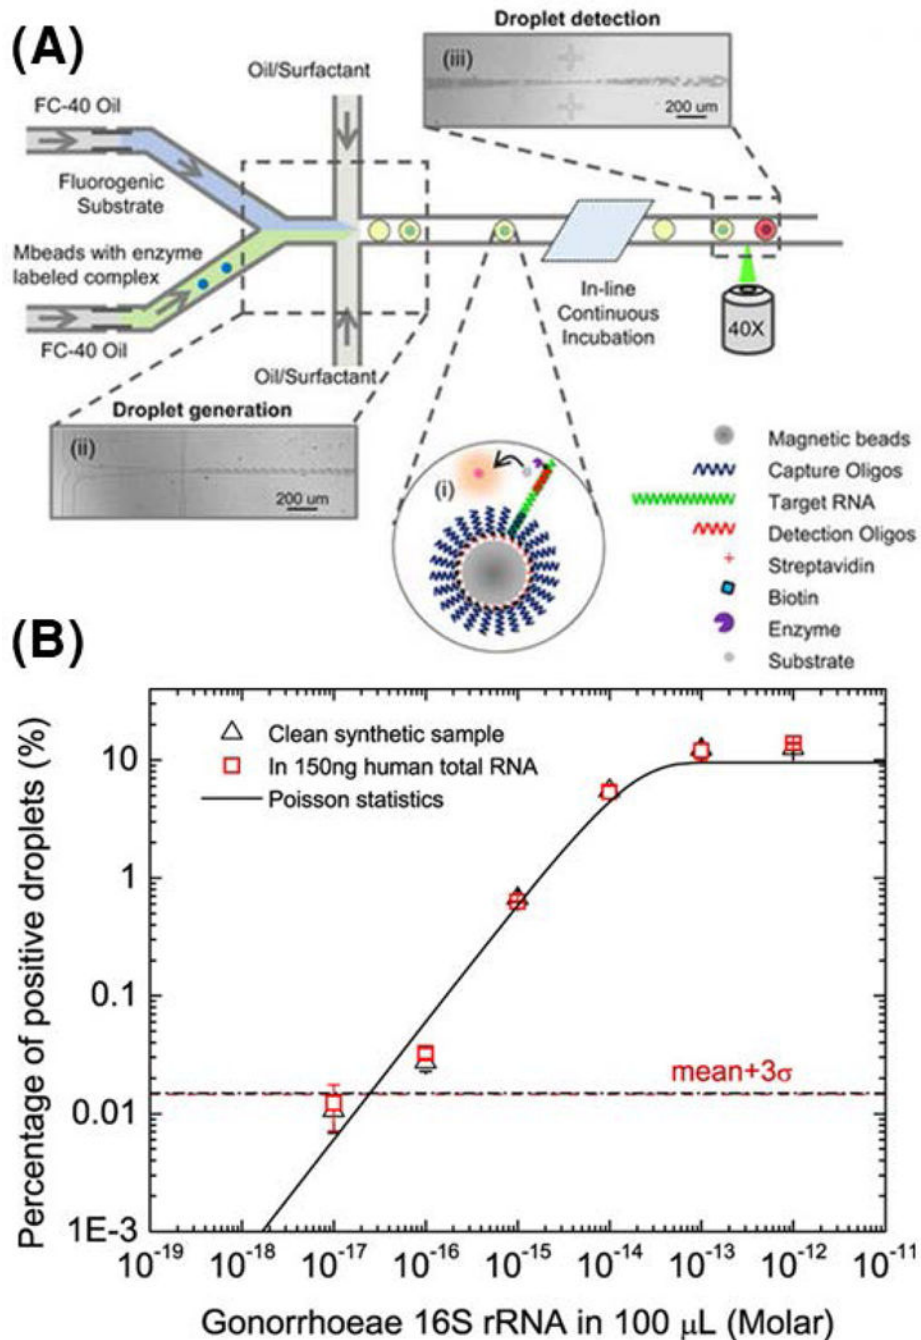 (A)
Droplet detection
(iii)
200 um
Oil/Surfactant
FC-40 Oil
Fluorogenic
Substrate
Mbeads with enzyme
labeled complex
FC-40 Oil
In-line
Continuous
Incubation
40X
Oil/Surfactant
Droplet generation
(ii)
200 um
(i)
Magnetic beads
Capture Oligos
Target RNA
Detection Oligos
Streptavidin
Biotin
Enzyme
Substrate
(B)
Percentage of positive droplets (%)
10
1
0.1
0.01
1E-3
Clean synthetic sample
In 150ng human total RNA
Poisson statistics
mean+3σ
10⁻¹⁹ 10⁻¹⁸ 10⁻¹⁷ 10⁻¹⁶ 10⁻¹⁵ 10⁻¹⁴ 10⁻¹³ 10⁻¹² 10⁻¹¹
Gonorrhoeae 16S rRNA in 100 μL (Molar)